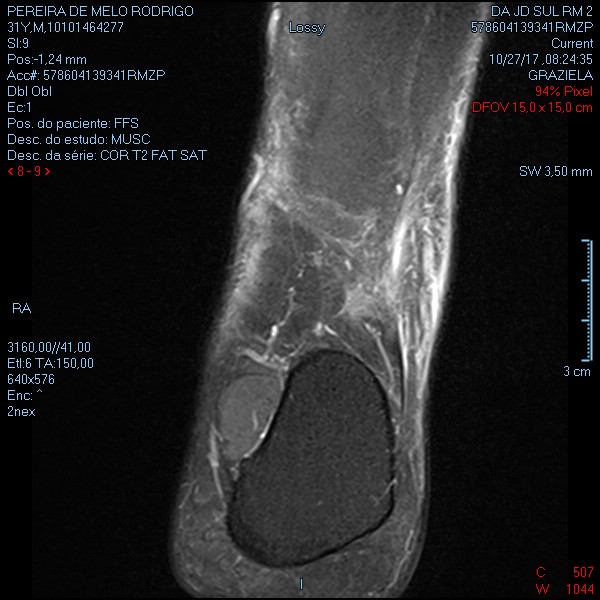 PEREIRA DE MELO RODRIGO
31Y,M,10101464277
Sl:9
Pos:-1,24 mm
Acc#: 578604139341RMZP
Dbl Obl
Ec:1
Pos. do paciente: FFS
Desc. do estudo: MUSC
Desc. da série: COR T2 FAT SAT
< 8 - 9 >
Lossy
DA JD SUL RM 2
578604139341RMZP
Current
10/27/17 ,08:24:35
GRAZIELA
94% Pixel
DFOV 15,0 x 15,0 cm
SW 3,50 mm
RA
3160,00//41,00
Etl:6 TA:150,00
640x576
Enc: ^
2nex
3 cm
I
C 507
W 1044